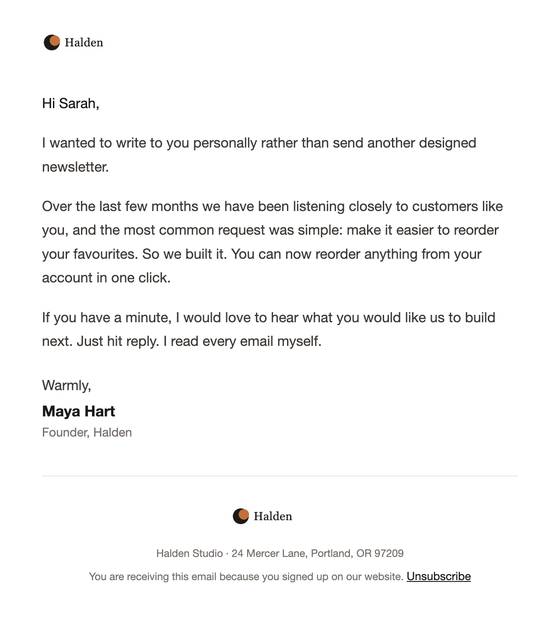 Halden
Hi Sarah,
I wanted to write to you personally rather than send another designed
newsletter.
Over the last few months we have been listening closely to customers like
you, and the most common request was simple: make it easier to reorder
your favourites. So we built it. You can now reorder anything from your
account in one click.
If you have a minute, I would love to hear what you would like us to build
next. Just hit reply. I read every email myself.
Warmly,
Maya Hart
Founder, Halden
Halden
Halden Studio · 24 Mercer Lane, Portland, OR 97209
You are receiving this email because you signed up on our website. Unsubscribe